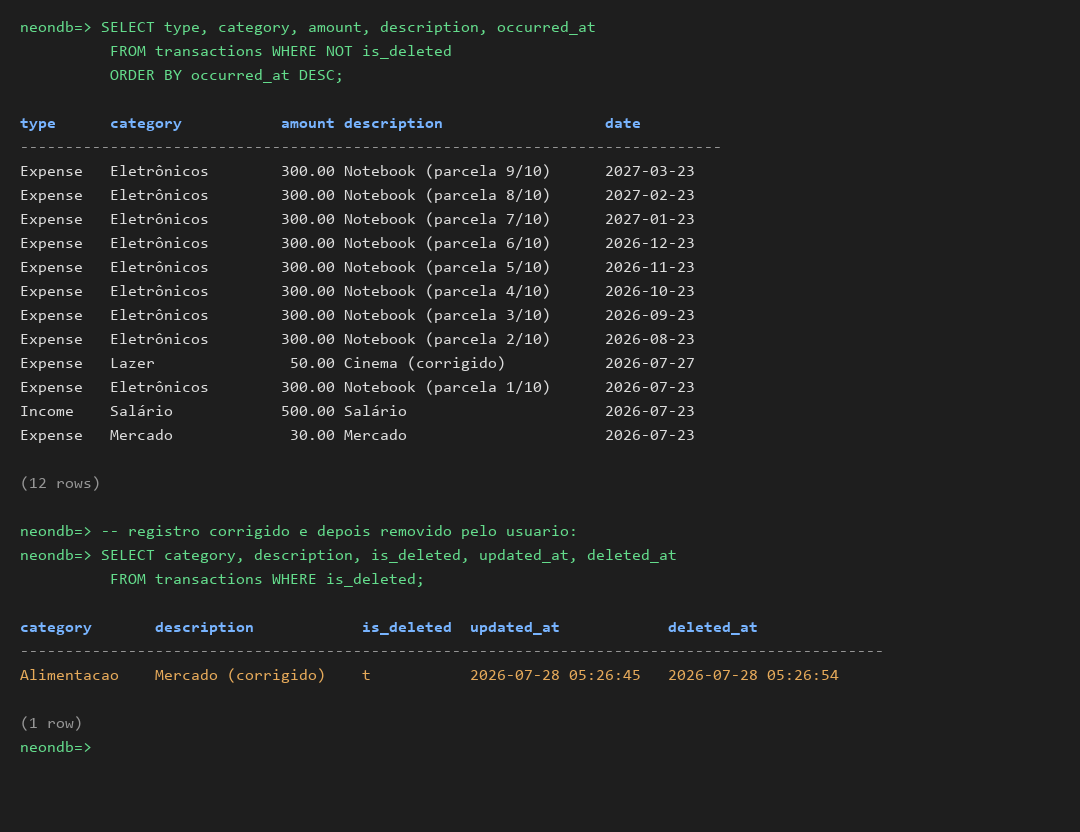 neondb=> SELECT type, category, amount, description, occurred_at
FROM transactions WHERE NOT is_deleted
ORDER BY occurred_at DESC;
type category amount description date
------------------------------------------------------------------------------
Expense Eletrônicos 300.00 Notebook (parcela 9/10) 2027-03-23
Expense Eletrônicos 300.00 Notebook (parcela 8/10) 2027-02-23
Expense Eletrônicos 300.00 Notebook (parcela 7/10) 2027-01-23
Expense Eletrônicos 300.00 Notebook (parcela 6/10) 2026-12-23
Expense Eletrônicos 300.00 Notebook (parcela 5/10) 2026-11-23
Expense Eletrônicos 300.00 Notebook (parcela 4/10) 2026-10-23
Expense Eletrônicos 300.00 Notebook (parcela 3/10) 2026-09-23
Expense Eletrônicos 300.00 Notebook (parcela 2/10) 2026-08-23
Expense Lazer 50.00 Cinema (corrigido) 2026-07-27
Expense Eletrônicos 300.00 Notebook (parcela 1/10) 2026-07-23
Income Salário 500.00 Salário 2026-07-23
Expense Mercado 30.00 Mercado 2026-07-23
(12 rows)
neondb=> -- registro corrigido e depois removido pelo usuario:
neondb=> SELECT category, description, is_deleted, updated_at, deleted_at
FROM transactions WHERE is_deleted;
category description is_deleted updated_at deleted_at
------------------------------------------------------------------------------------------------
Alimentacao Mercado (corrigido) t 2026-07-28 05:26:45 2026-07-28 05:26:54
(1 row)
neondb=>